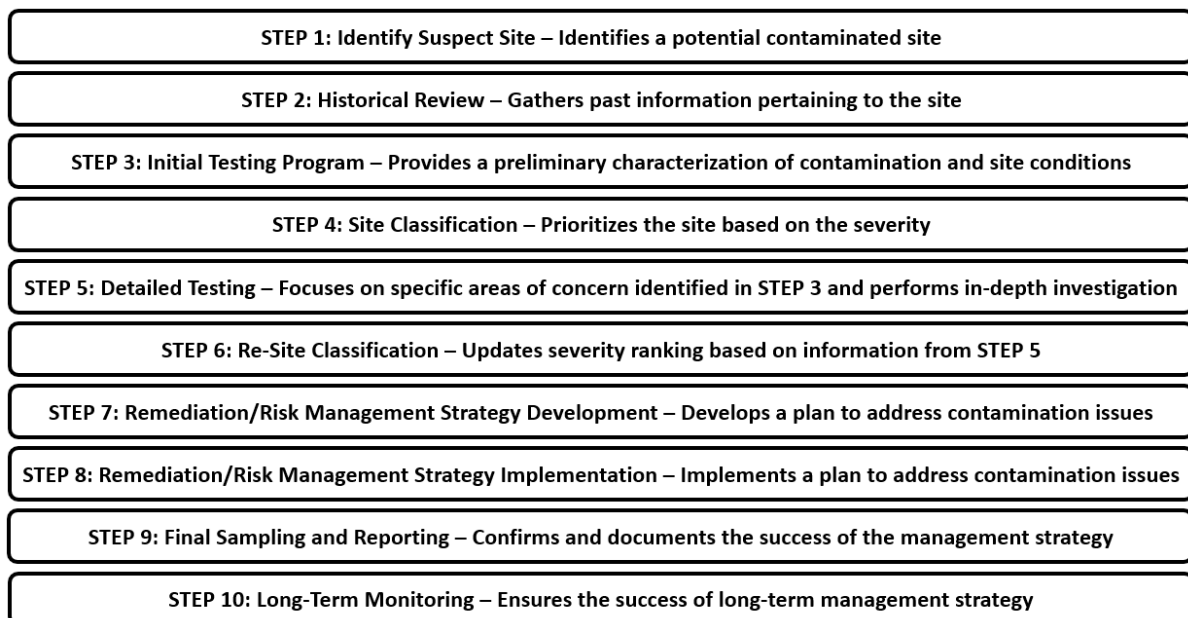 STEP 1: Identify Suspect Site – Identifies a potential contaminated site
STEP 2: Historical Review – Gathers past information pertaining to the site
STEP 3: Initial Testing Program – Provides a preliminary characterization of contamination and site conditions
STEP 4: Site Classification – Prioritizes the site based on the severity
STEP 5: Detailed Testing – Focuses on specific areas of concern identified in STEP 3 and performs in-depth investigation
STEP 6: Re-Site Classification – Updates severity ranking based on information from STEP 5
STEP 7: Remediation/Risk Management Strategy Development – Develops a plan to address contamination issues
STEP 8: Remediation/Risk Management Strategy Implementation – Implements a plan to address contamination issues
STEP 9: Final Sampling and Reporting – Confirms and documents the success of the management strategy
STEP 10: Long-Term Monitoring – Ensures the success of long-term management strategy